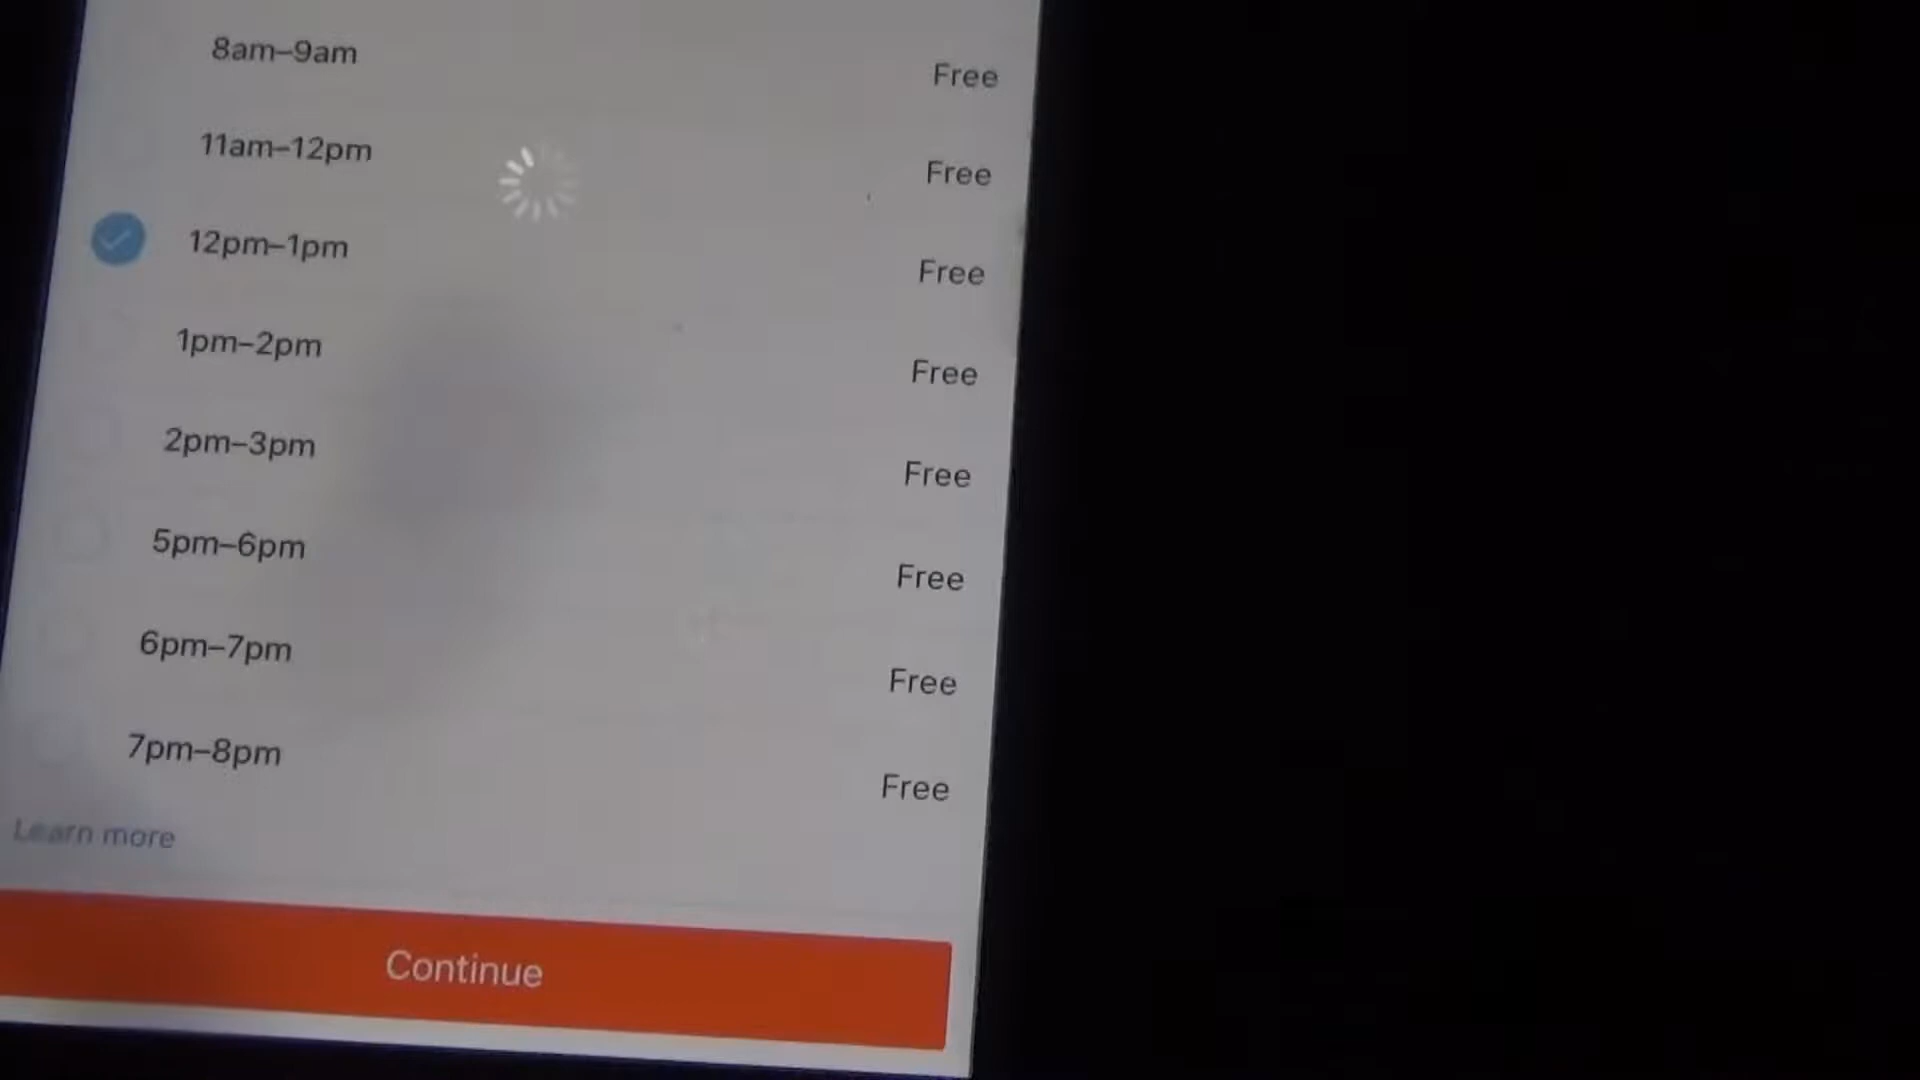 8am–9am Free
11am–12pm Free
12pm–1pm Free
1pm–2pm Free
2pm–3pm Free
5pm–6pm Free
6pm–7pm Free
7pm–8pm Free
Learn more
Continue